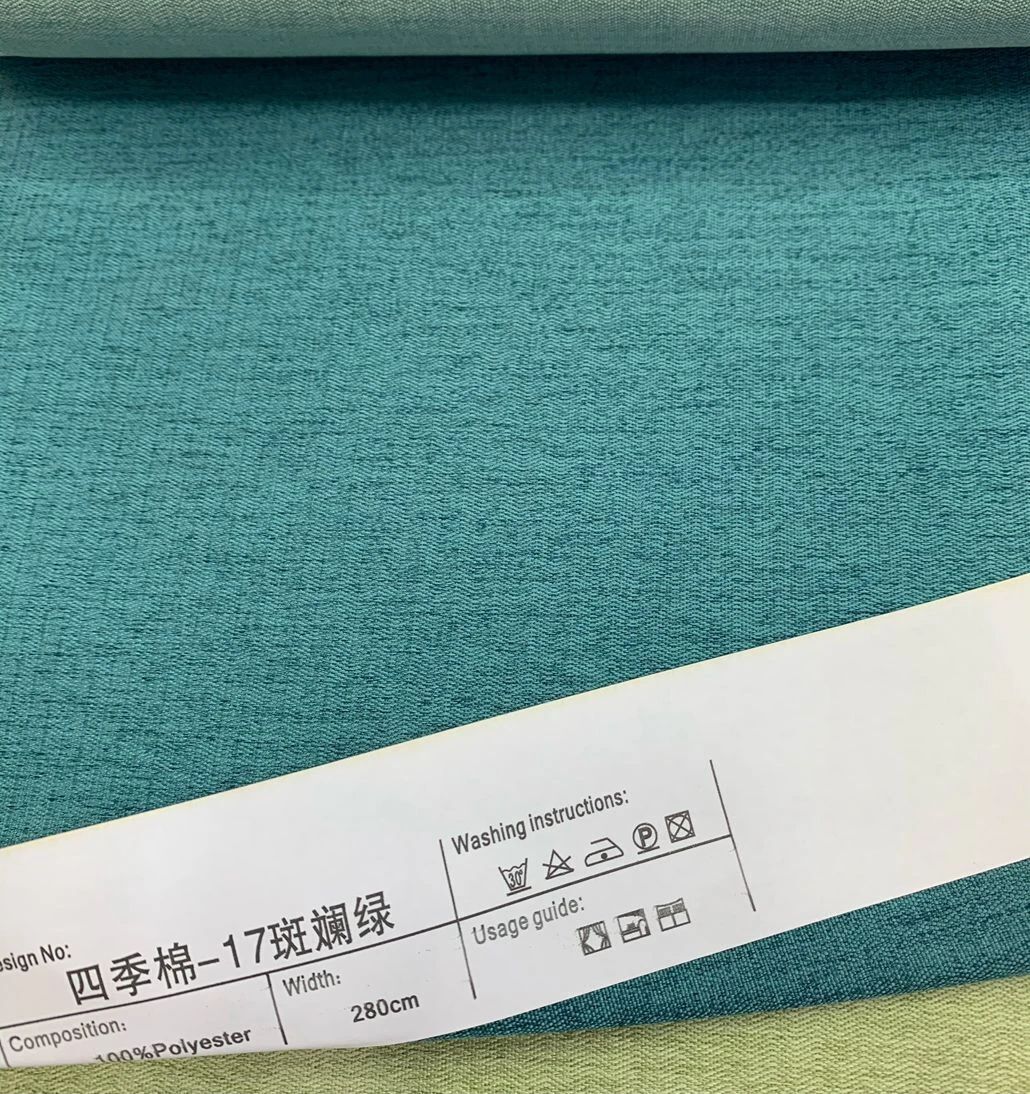 esign No:
四季棉-17斑斓绿
Composition:
100%Polyester
Width:
280cm
Washing instructions:
30°
P
Usage guide: